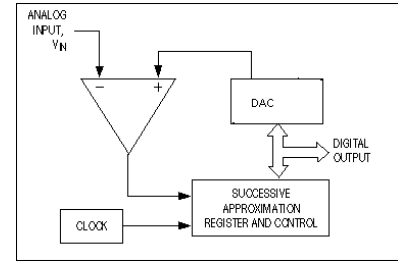 ANALOG
INPUT,
VIN
− +
DAC
DIGITAL
OUTPUT
SUCCESSIVE
APPROXIMATION
REGISTER AND CONTROL
CLOCK